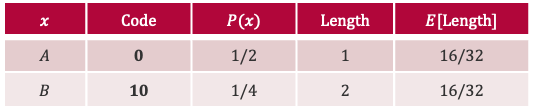 x Code P(x) Length E[Length]
A 0 1/2 1 16/32
B 10 1/4 2 16/32